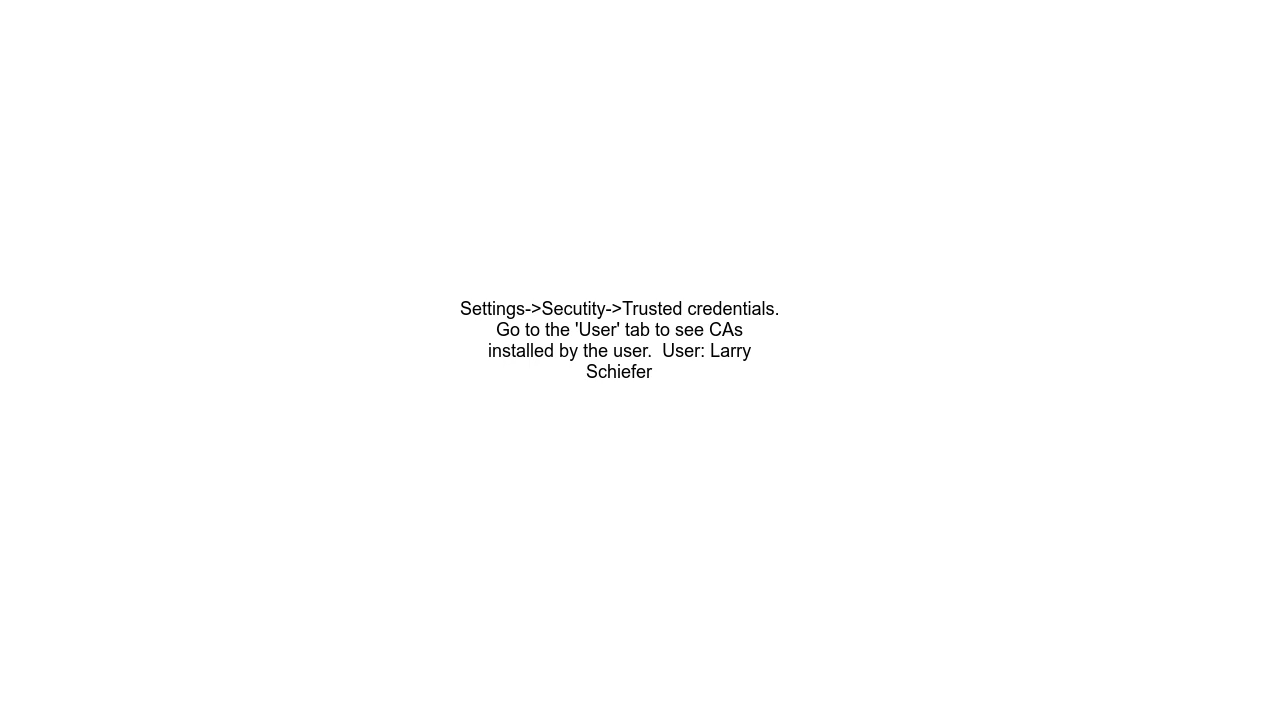 Settings->Secutity->Trusted credentials.
Go to the 'User' tab to see CAs
installed by the user.  User: Larry
Schiefer